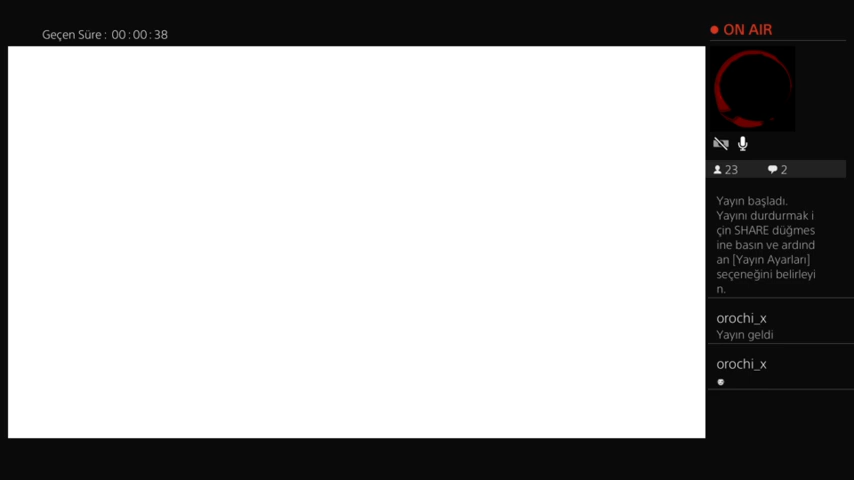 Geçen Süre : 00 : 00 : 38
ON AIR
23
2
Yayın başladı.
Yayını durdurmak i
çin SHARE düğmes
ine basın ve ardınd
an [Yayın Ayarları]
seçeneğini belirleyi
n.
orochi_x
Yayın geldi
orochi_x